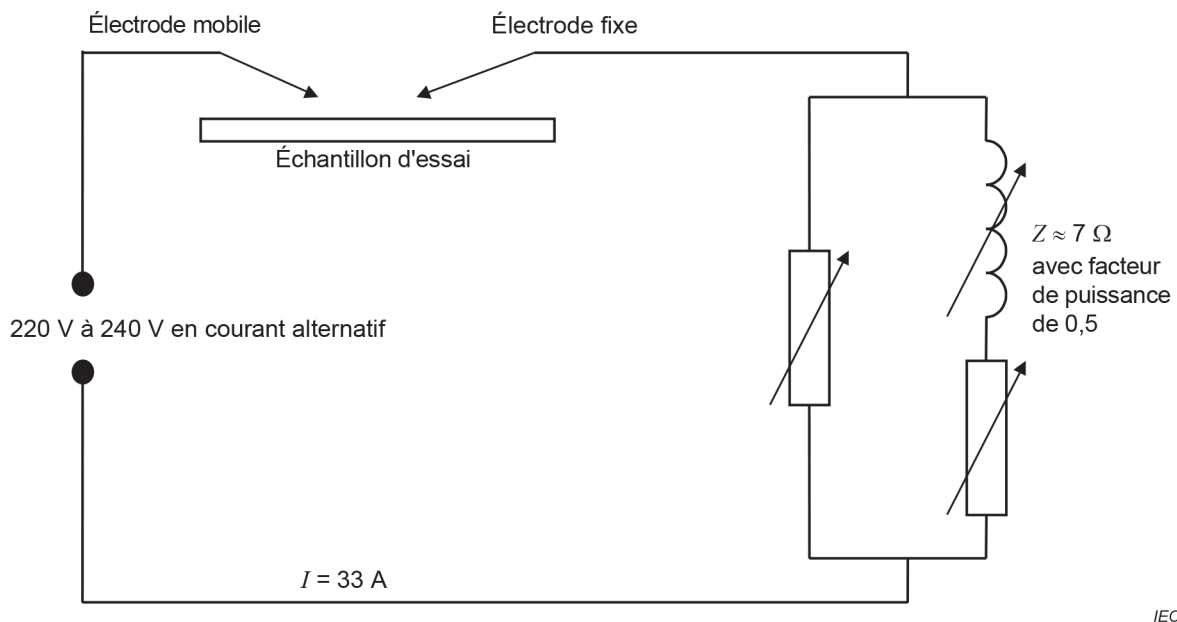 Électrode mobile
Électrode fixe
Échantillon d'essai
Z ≈ 7 Ω
avec facteur
de puissance
de 0,5
220 V à 240 V en courant alternatif
I = 33 A
IEC